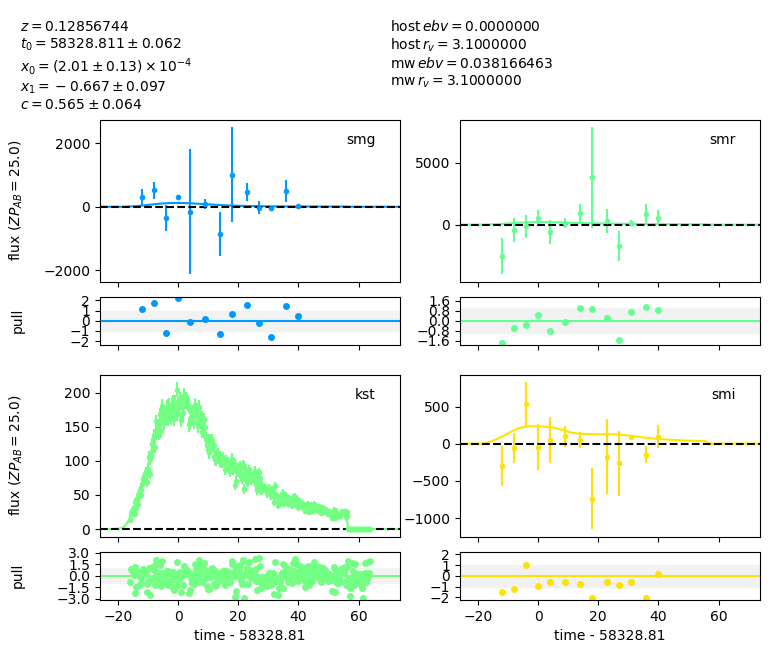 z = 0.12856744
t₀ = 58328.811 ± 0.062
x₀ = (2.01 ± 0.13) × 10⁻⁴
x₁ = −0.667 ± 0.097
c = 0.565 ± 0.064
host ebv = 0.0000000
host r_v = 3.1000000
mw ebv = 0.038166463
mw r_v = 3.1000000
smg
2000
0
−2000
flux (ZP_AB = 25.0)
smr
5000
0
2
1
0
−1
−2
pull
1.6
0.8
0.0
−0.8
−1.6
kst
200
150
100
50
0
flux (ZP_AB = 25.0)
smi
500
0
−500
−1000
3.0
1.5
0.0
−1.5
−3.0
pull
−20 0 20 40 60
time - 58328.81
2
1
0
−1
−2
−20 0 20 40 60
time - 58328.81